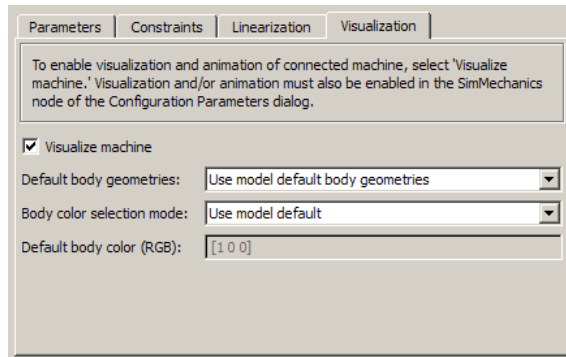 Parameters Constraints Linearization Visualization
To enable visualization and animation of connected machine, select 'Visualize
machine.' Visualization and/or animation must also be enabled in the SimMechanics
node of the Configuration Parameters dialog.
Visualize machine
Default body geometries: Use model default body geometries
Body color selection mode: Use model default
Default body color (RGB): [1 0 0]